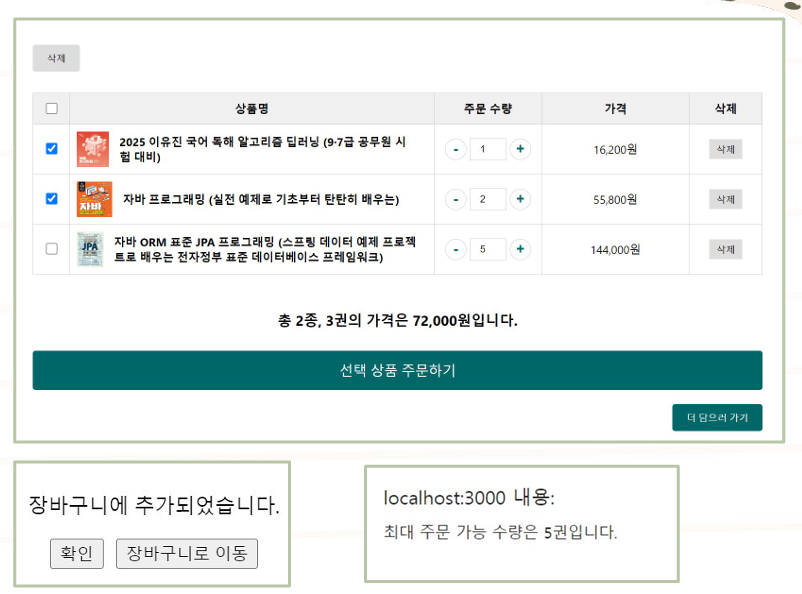 삭제
상품명 주문 수량 가격 삭제
2025 이유진 국어 독해 알고리즘 딥러닝 (9·7급 공무원 시
험 대비)
- 1 + 16,200원 삭제
자바
자바 프로그래밍 (실전 예제로 기초부터 탄탄히 배우는)
- 2 + 55,800원 삭제
JPA
자바 ORM 표준 JPA 프로그래밍 (스프링 데이터 예제 프로젝
트로 배우는 전자정부 표준 데이터베이스 프레임워크)
- 5 + 144,000원 삭제
총 2종, 3권의 가격은 72,000원입니다.
선택 상품 주문하기
더 담으러 가기
장바구니에 추가되었습니다.
확인 장바구니로 이동
localhost:3000 내용:
최대 주문 가능 수량은 5권입니다.